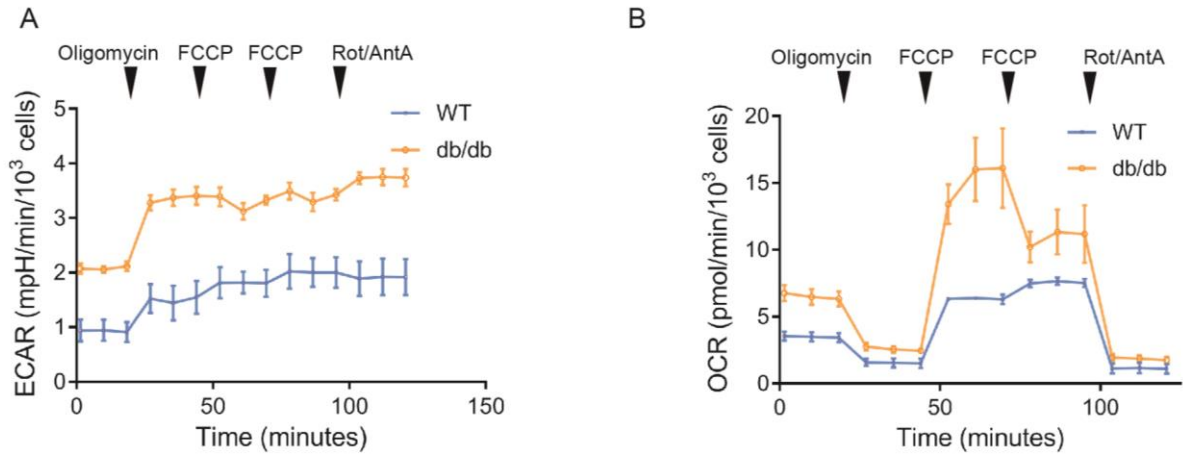 A
Oligomycin FCCP FCCP Rot/AntA
WT
db/db
ECAR (mpH/min/10³ cells)
5
4
3
2
1
0
0 50 100 150
Time (minutes)
B
Oligomycin FCCP FCCP Rot/AntA
WT
db/db
OCR (pmol/min/10³ cells)
20
15
10
5
0
0 50 100
Time (minutes)